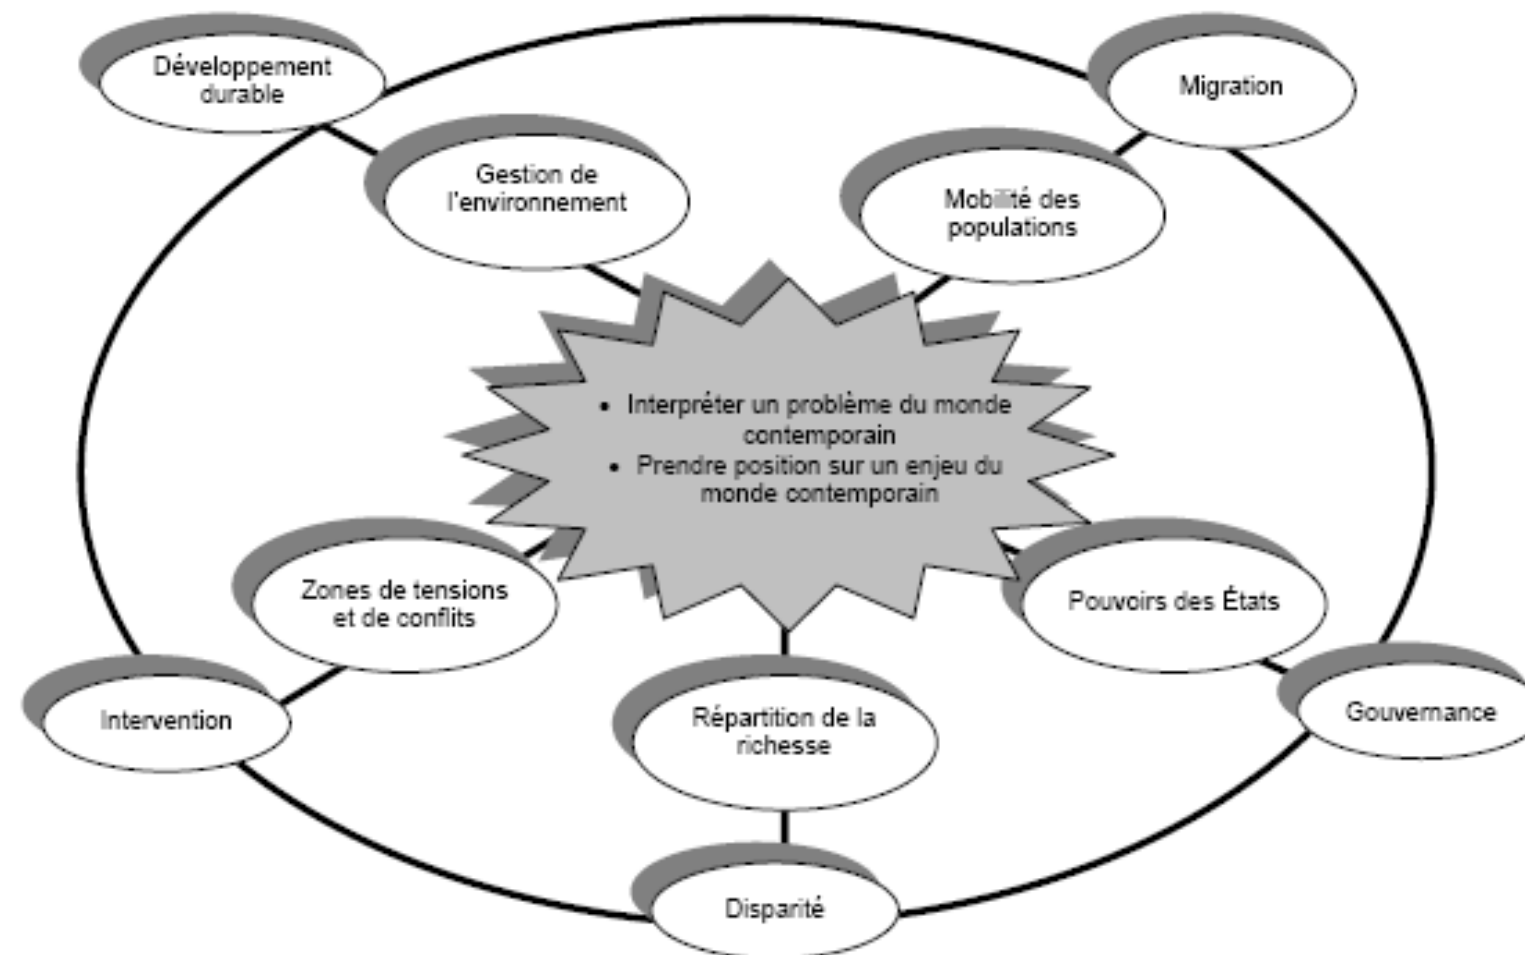 Développement
durable
Migration
Gestion de
l'environnement
Mobilité des
populations
• Interpréter un problème du monde
contemporain
• Prendre position sur un enjeu du
monde contemporain
Zones de tensions
et de conflits
Pouvoirs des États
Intervention
Répartition de la
richesse
Gouvernance
Disparité